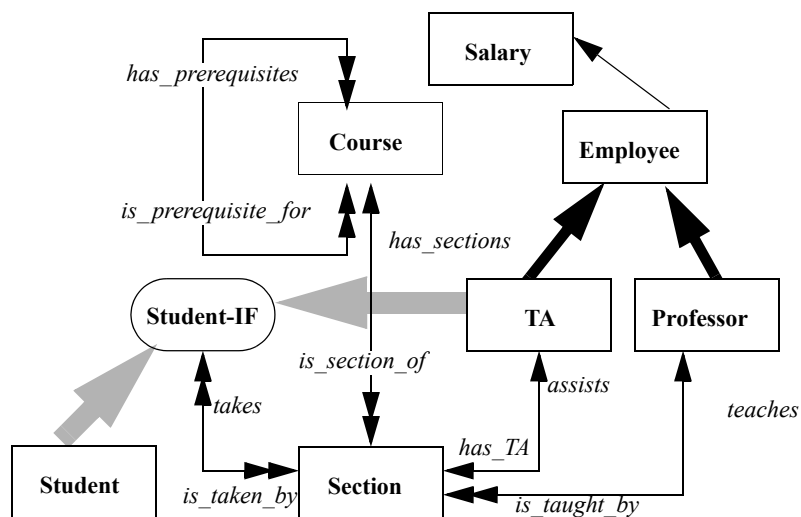 Salary
has_prerequisites
Course
Employee
is_prerequisite_for
has_sections
Student-IF
TA
Professor
is_section_of
takes
assists
teaches
has_TA
Student
is_taken_by
Section
is_taught_by